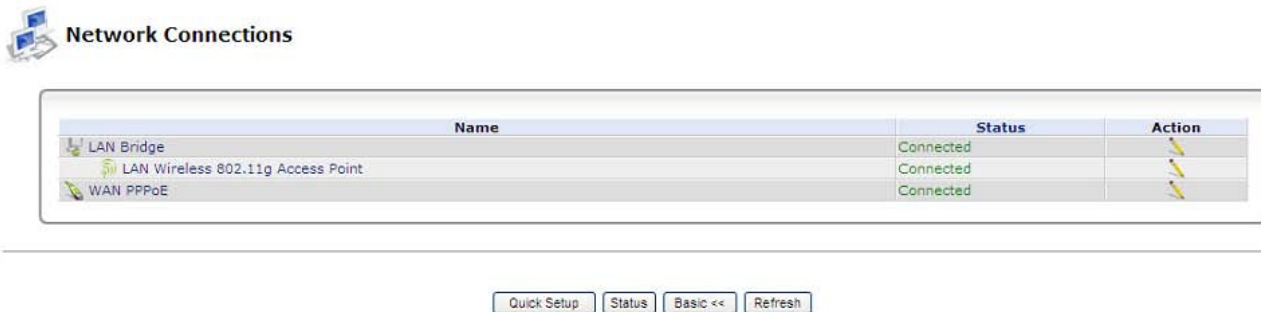 Network Connections
Name Status Action
LAN Bridge Connected
LAN Wireless 802.11g Access Point Connected
WAN PPPoE Connected
Quick Setup Status Basic << Refresh